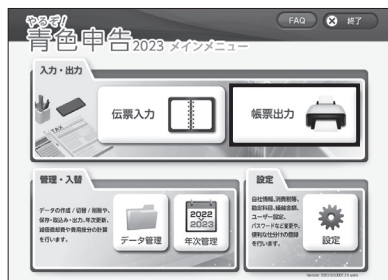 やるぞ!
青色申告2023 メインメニュー
FAQ
終了
入力・出力
TAX
伝票入力
帳票出力
管理・入替
データの作成/切替/削除や、
保存・取込み・出力、年次更新、
減価償却費や費用按分の計算
を行います。
データ管理
2022
2023
年次管理
設定
自社情報、消費税等、
勘定科目、繰越金額、
ユーザー設定、
パスワードなど変更や、
便利な仕分けの登録
を行います。
設定